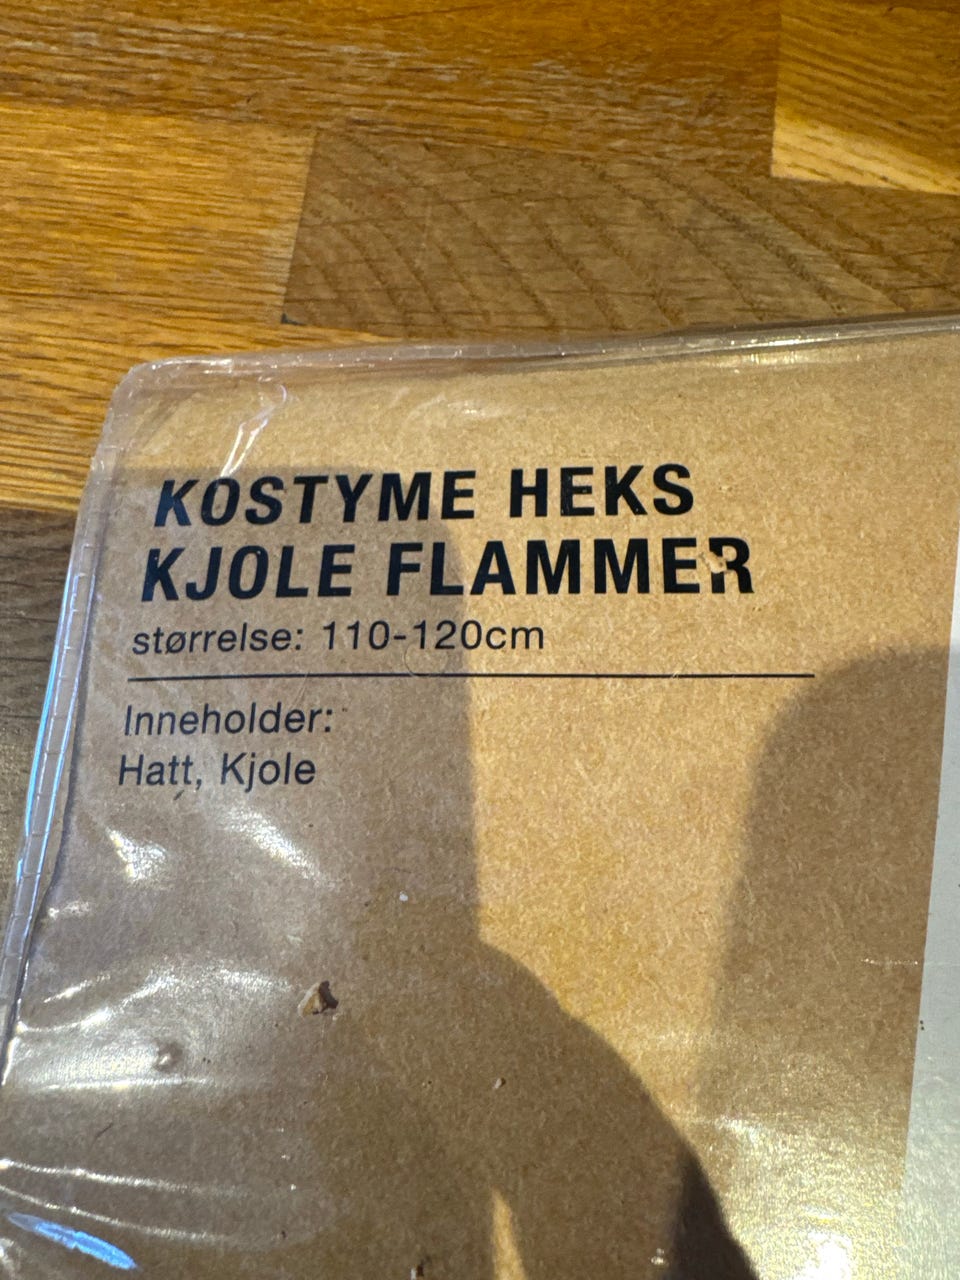 KOSTYME HEKS
KJOLE FLAMMER
størrelse: 110-120cm
Inneholder:
Hatt, Kjole